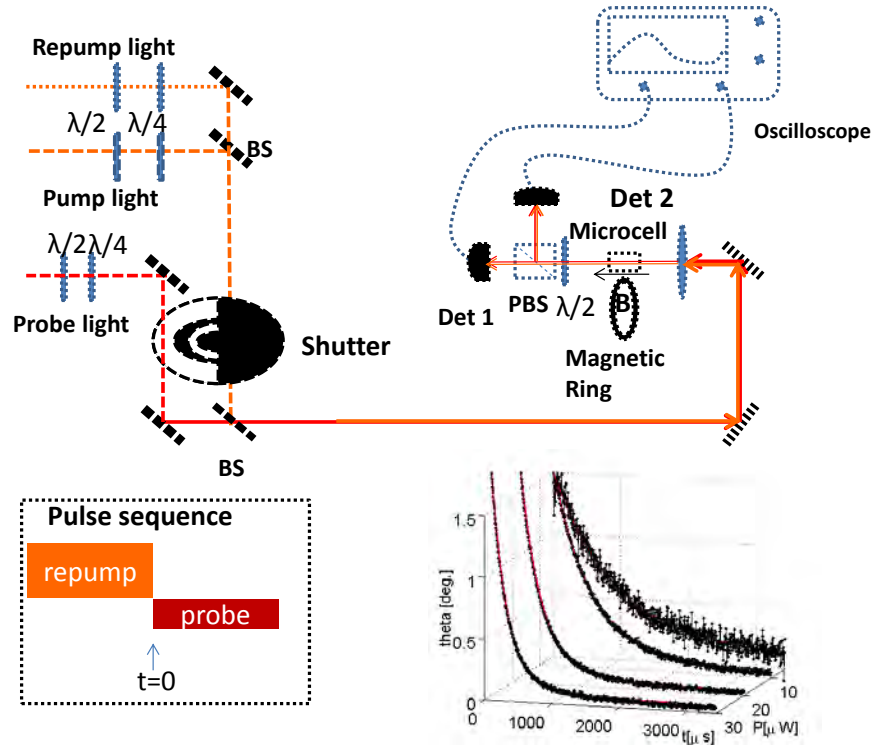 Repump light
λ/2 λ/4
BS
Pump light
λ/2 λ/4
Probe light
Shutter
BS
Oscilloscope
Det 2
Microcell
Det 1
PBS
λ/2
B
Magnetic
Ring
Pulse sequence
repump
probe
t=0
theta [deg.]
1.5
1
0.5
0
0
1000
2000
3000
t[μ s]
30
20
10
P[μ W]